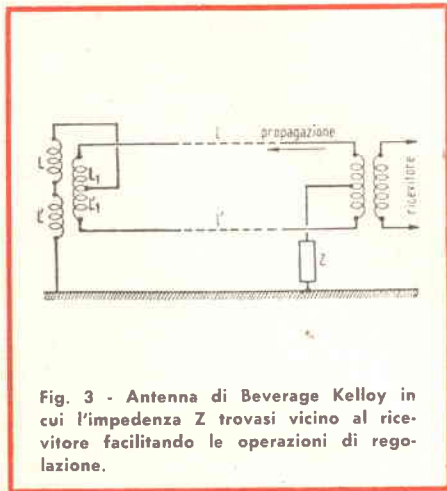 l
propagazione
L
L₁
L'
L'₁
l'
Z
ricevitore
Fig. 3 - Antenna di Beverage Kelloy in
cui l'impedenza Z trovasi vicino al rice-
vitore facilitando le operazioni di rego-
lazione.